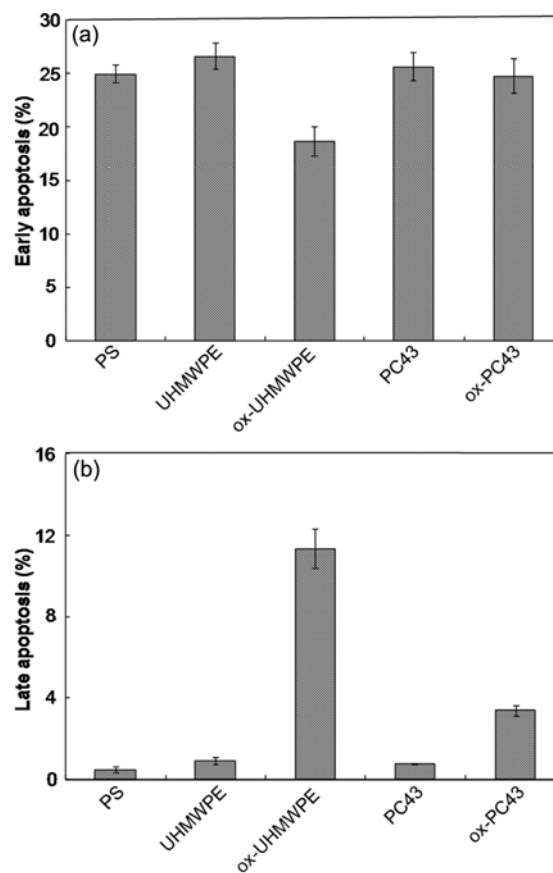 (a)
Early apoptosis (%)
30
25
20
15
10
5
0
PS
UHMWPE
ox-UHMWPE
PC43
ox-PC43
(b)
Late apoptosis (%)
16
12
8
4
0
PS
UHMWPE
ox-UHMWPE
PC43
ox-PC43